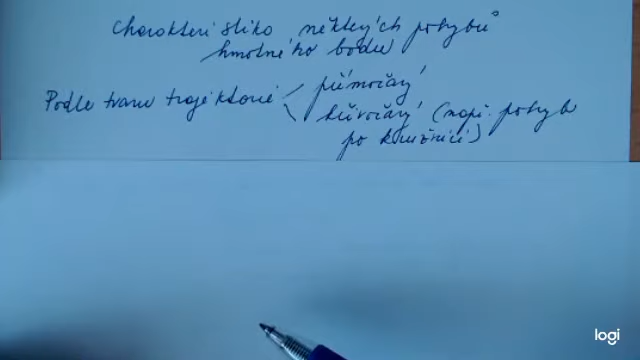 Charakteristika některých pohybů
hmotného bodu
Podle tvaru trajektorie
přímočarý
křivočarý (např. pohyb
po kružnici)
logi